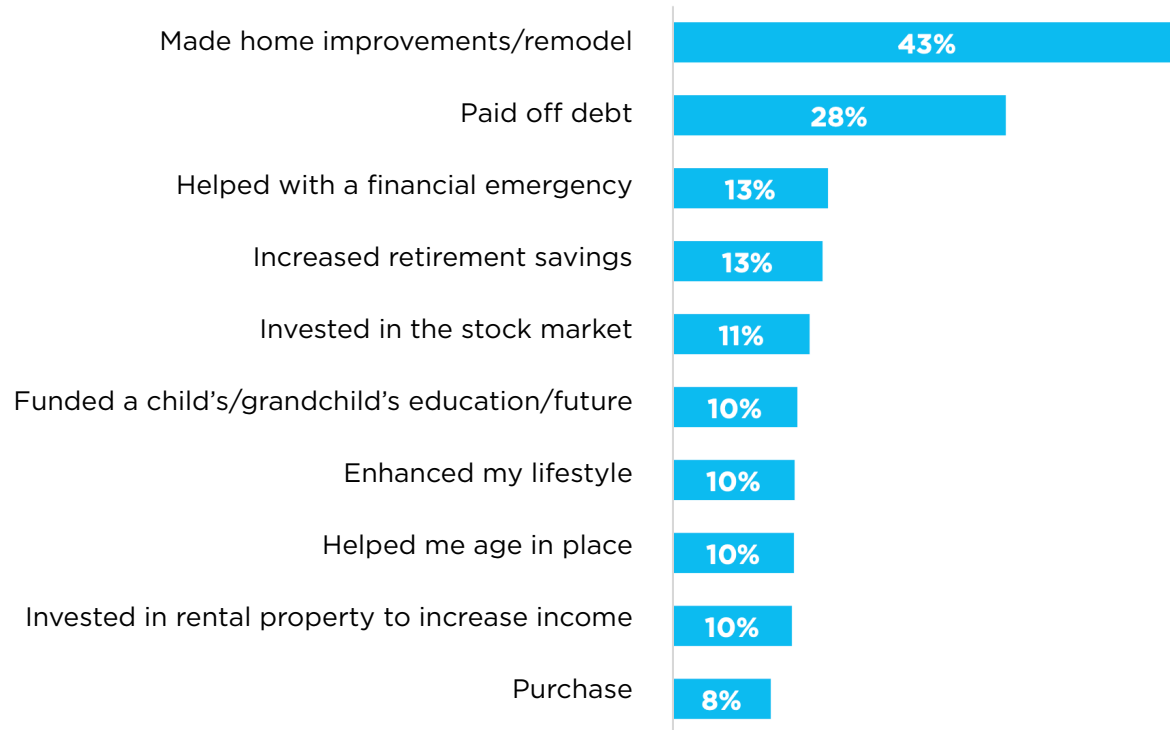 Made home improvements/remodel 43%
Paid off debt 28%
Helped with a financial emergency 13%
Increased retirement savings 13%
Invested in the stock market 11%
Funded a child’s/grandchild’s education/future 10%
Enhanced my lifestyle 10%
Helped me age in place 10%
Invested in rental property to increase income 10%
Purchase 8%